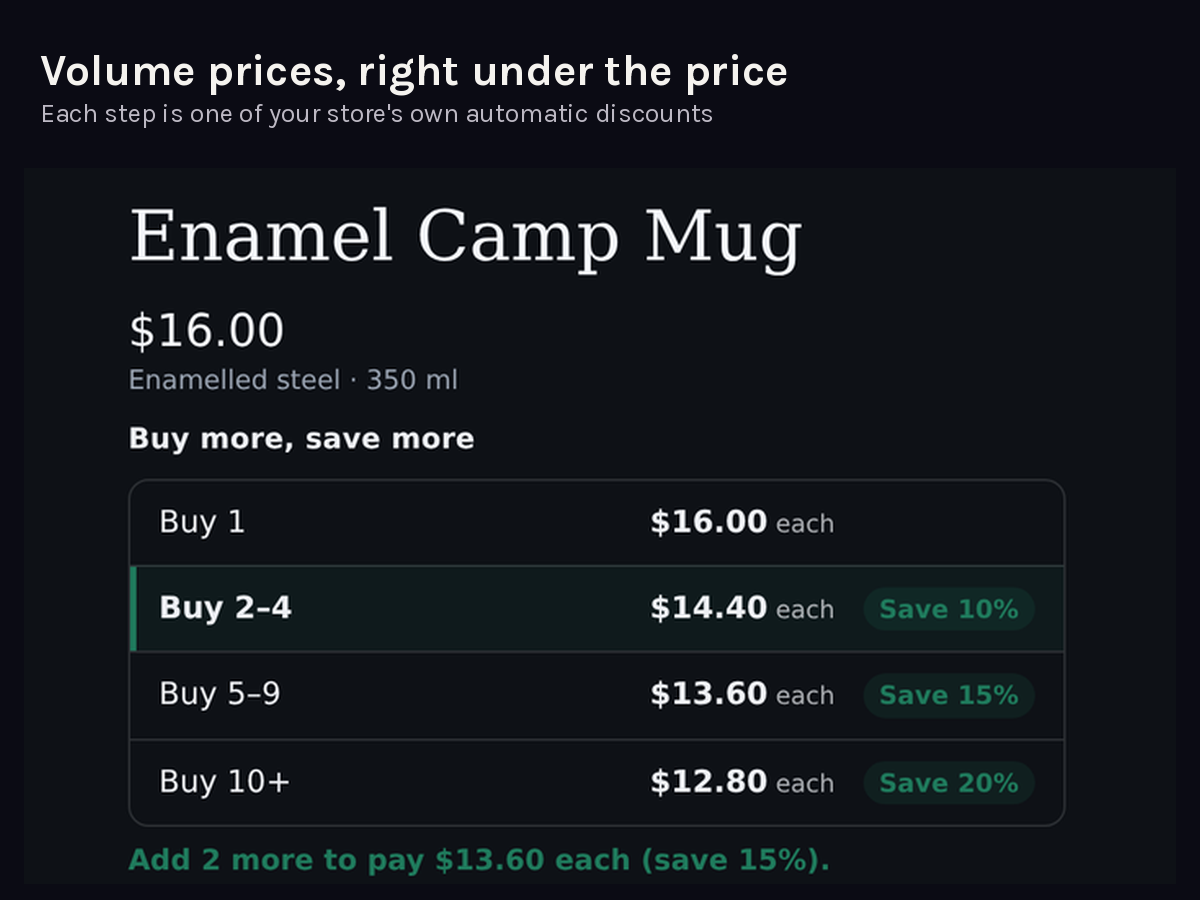 Volume prices, right under the price
Each step is one of your store's own automatic discounts
Enamel Camp Mug
$16.00
Enamelled steel · 350 ml
Buy more, save more
Buy 1 $16.00 each
Buy 2–4 $14.40 each Save 10%
Buy 5–9 $13.60 each Save 15%
Buy 10+ $12.80 each Save 20%
Add 2 more to pay $13.60 each (save 15%).